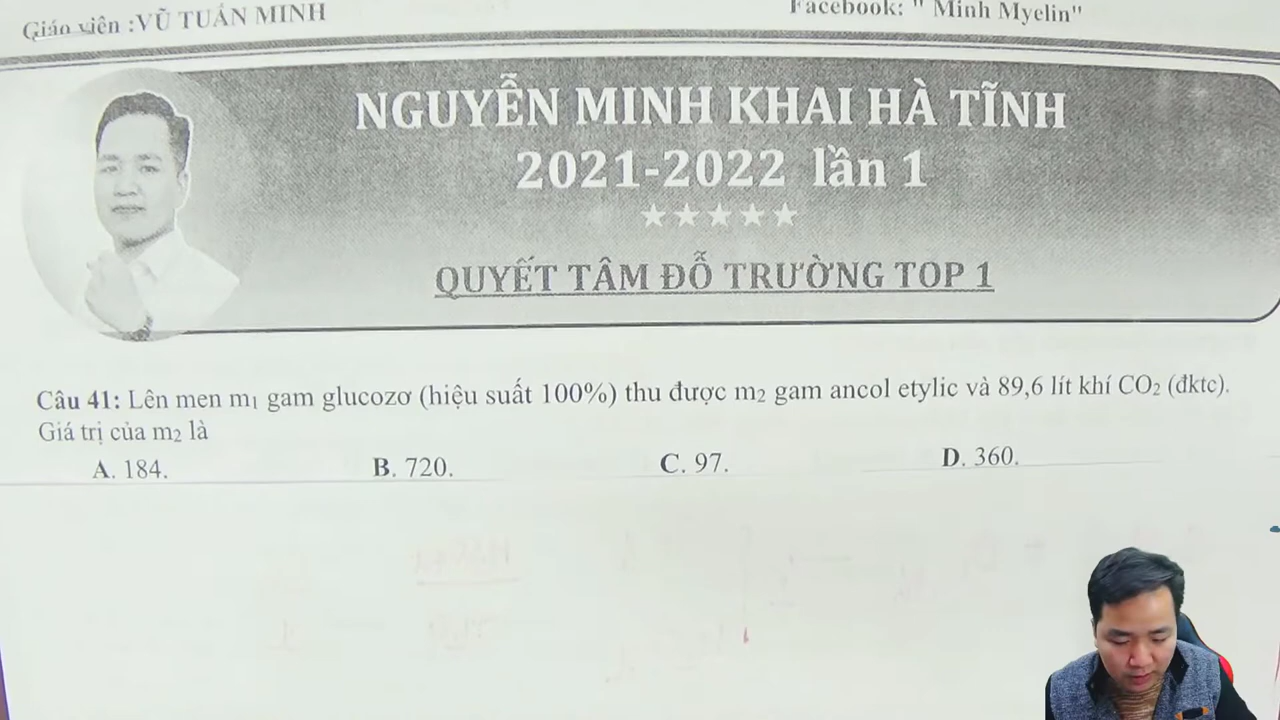 Giáo viên :VŨ TUẤN MINH
Facebook: " Minh Myelin"
NGUYỄN MINH KHAI HÀ TĨNH
2021-2022 lần 1
QUYẾT TÂM ĐỖ TRƯỜNG TOP 1
Câu 41: Lên men m₁ gam glucozơ (hiệu suất 100%) thu được m₂ gam ancol etylic và 89,6 lít khí CO₂ (đktc).
Giá trị của m₂ là
A. 184. B. 720. C. 97. D. 360.